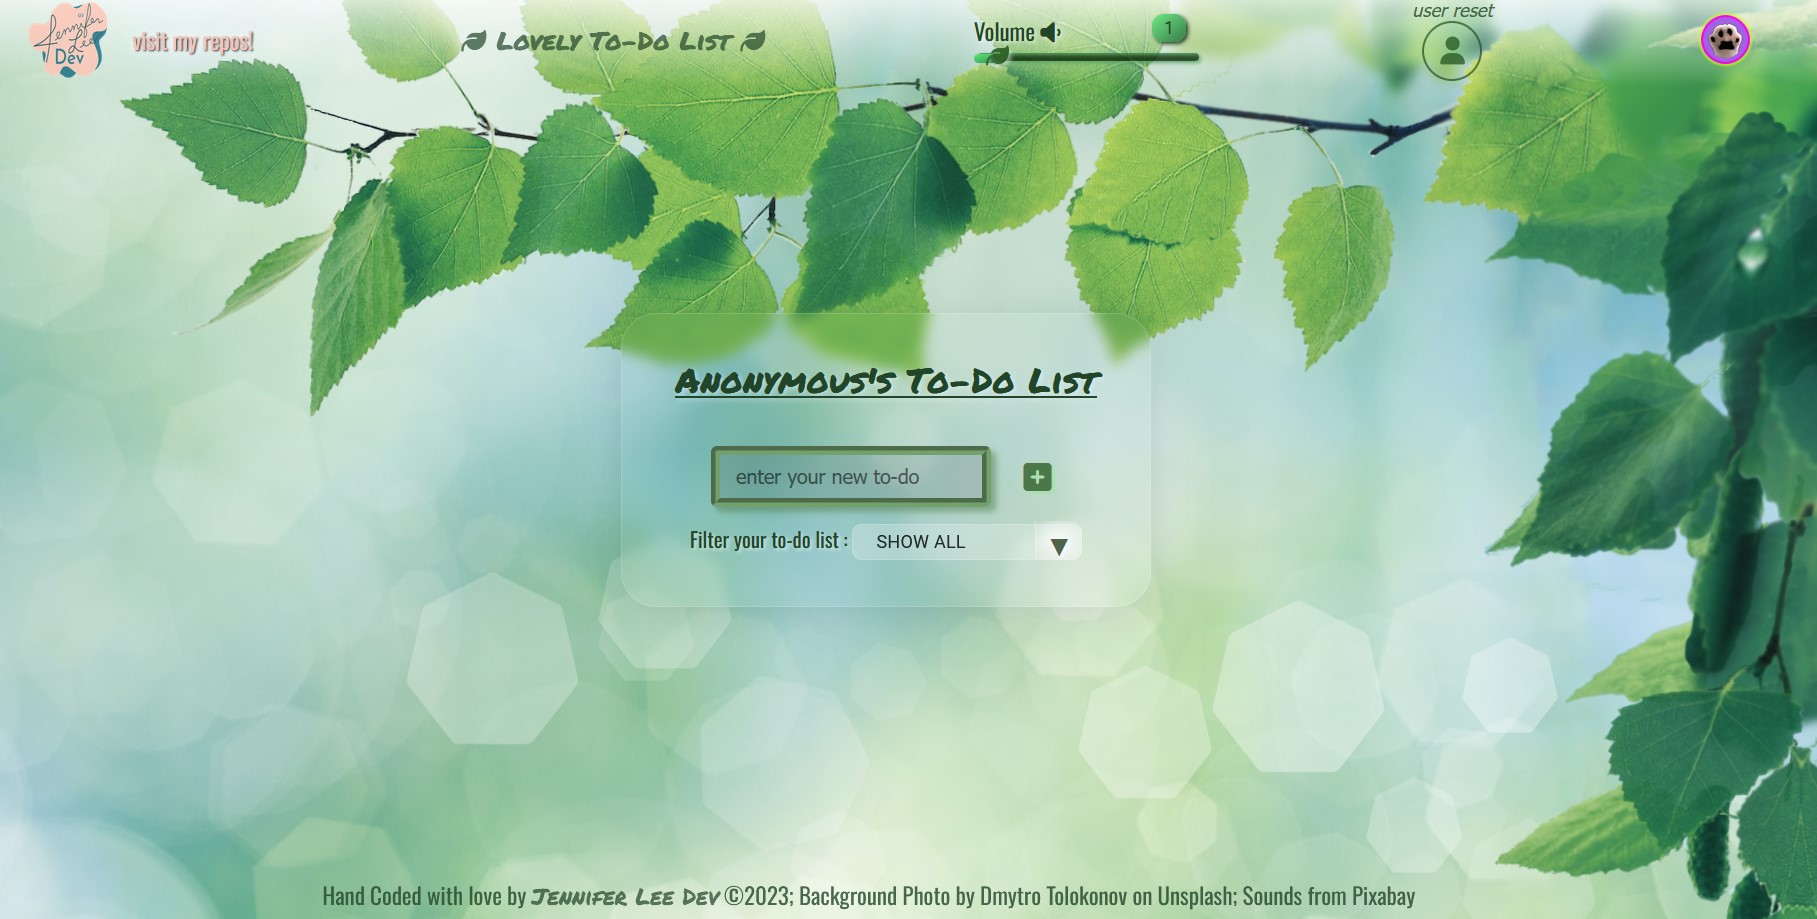 Jennifer
Lee
Dev
visit my repos!
Lovely To-Do List
Volume
1
user reset
Anonymous's To-Do List
enter your new to-do
Filter your to-do list :
SHOW ALL
Hand Coded with love by Jennifer Lee Dev ©2023; Background Photo by Dmytro Tolokonov on Unsplash; Sounds from Pixabay